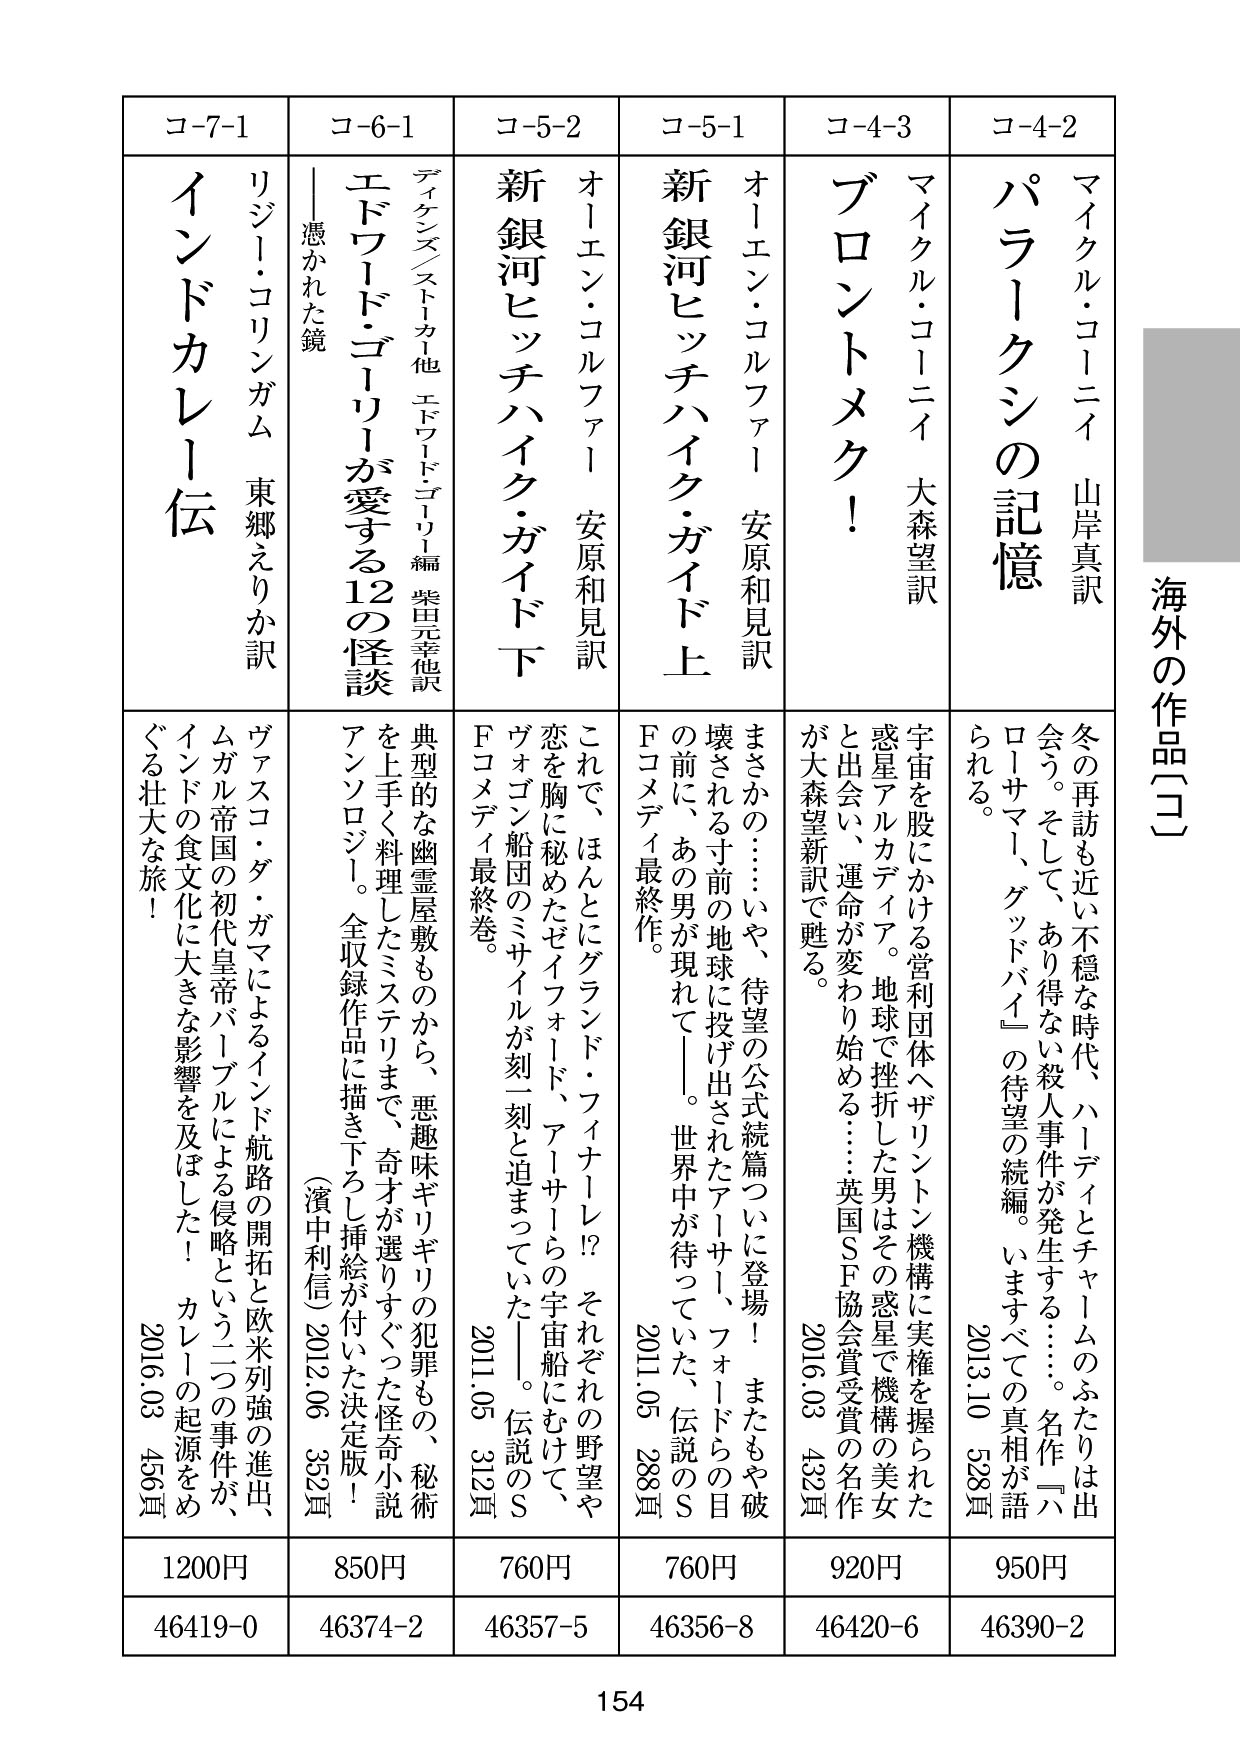 海外の作品〔コ〕
コ-4-2
マイクル・コーニイ 山岸真訳
パラークシの記憶
冬の再訪も近い不穏な時代、ハーディとチャームのふたりは出
会う。そして、あり得ない殺人事件が発生する……。名作『ハ
ローサマー、グッドバイ』の待望の続編。いますべての真相が語
られる。
2013.10 528頁
950円
46390-2
コ-4-3
マイクル・コーニイ 大森望訳
ブロントメク！
宇宙を股にかける営利団体ヘザリントン機構に実権を握られた
惑星アルカディア。地球で挫折した男はその惑星で機構の美女
と出会い、運命が変わり始める……英国ＳＦ協会賞受賞の名作
が大森望新訳で甦る。
2016.03 432頁
920円
46420-6
コ-5-1
オーエン・コルファー 安原和見訳
新 銀河ヒッチハイク・ガイド 上
まさかの……いや、待望の公式続篇ついに登場！ またもや破
壊される寸前の地球に投げ出されたアーサー、フォードらの目
の前に、あの男が現れて――。世界中が待っていた、伝説のＳ
Ｆコメディ最終作。
2011.05 288頁
760円
46356-8
コ-5-2
オーエン・コルファー 安原和見訳
新 銀河ヒッチハイク・ガイド 下
これで、ほんとにグランド・フィナーレ!? それぞれの野望や
恋を胸に秘めたゼイフォード、アーサーらの宇宙船にむけて、
ヴォゴン船団のミサイルが刻一刻と迫まっていた――。伝説のＳ
Ｆコメディ最終巻。
2011.05 312頁
760円
46357-5
コ-6-1
ディケンズ／ストーカー他 エドワード・ゴーリー編 柴田元幸他訳
エドワード・ゴーリーが愛する12の怪談
――憑かれた鏡
典型的な幽霊屋敷ものから、悪趣味ギリギリの犯罪もの、秘術
を上手く料理したミステリまで、奇才が選りすぐった怪奇小説
アンソロジー。全収録作品に描き下ろし挿絵が付いた決定版！
（濱中利信）2012.06 352頁
850円
46374-2
コ-7-1
リジー・コリンガム 東郷えりか訳
インドカレー伝
ヴァスコ・ダ・ガマによるインド航路の開拓と欧米列強の進出、
ムガル帝国の初代皇帝バーブルによる侵略という二つの事件が、
インドの食文化に大きな影響を及ぼした！ カレーの起源をめ
ぐる壮大な旅！
2016.03 456頁
1200円
46419-0
154